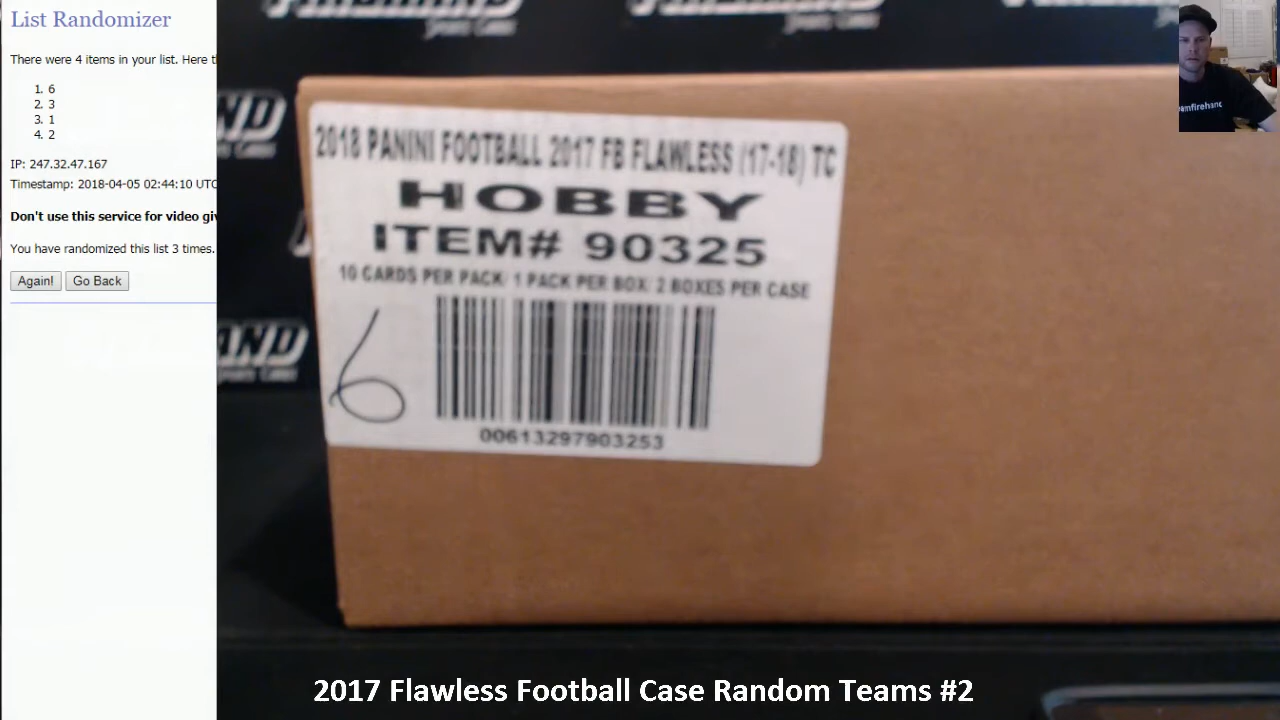 List Randomizer
There were 4 items in your list. Here
1. 6
2. 3
3. 1
4. 2
IP: 247.32.47.167
Timestamp: 2018-04-05 02:44:10 UTC
Don't use this service for video
You have randomized this list 3 times.
Again! Go Back
2018 PANINI FOOTBALL 2017 FB FLAWLESS (17-18) TC
HOBBY
ITEM# 90325
10 CARDS PER PACK/ 1 PACK PER BOX/ 2 BOXES PER CASE
6
00613297903253
2017 Flawless Football Case Random Teams #2